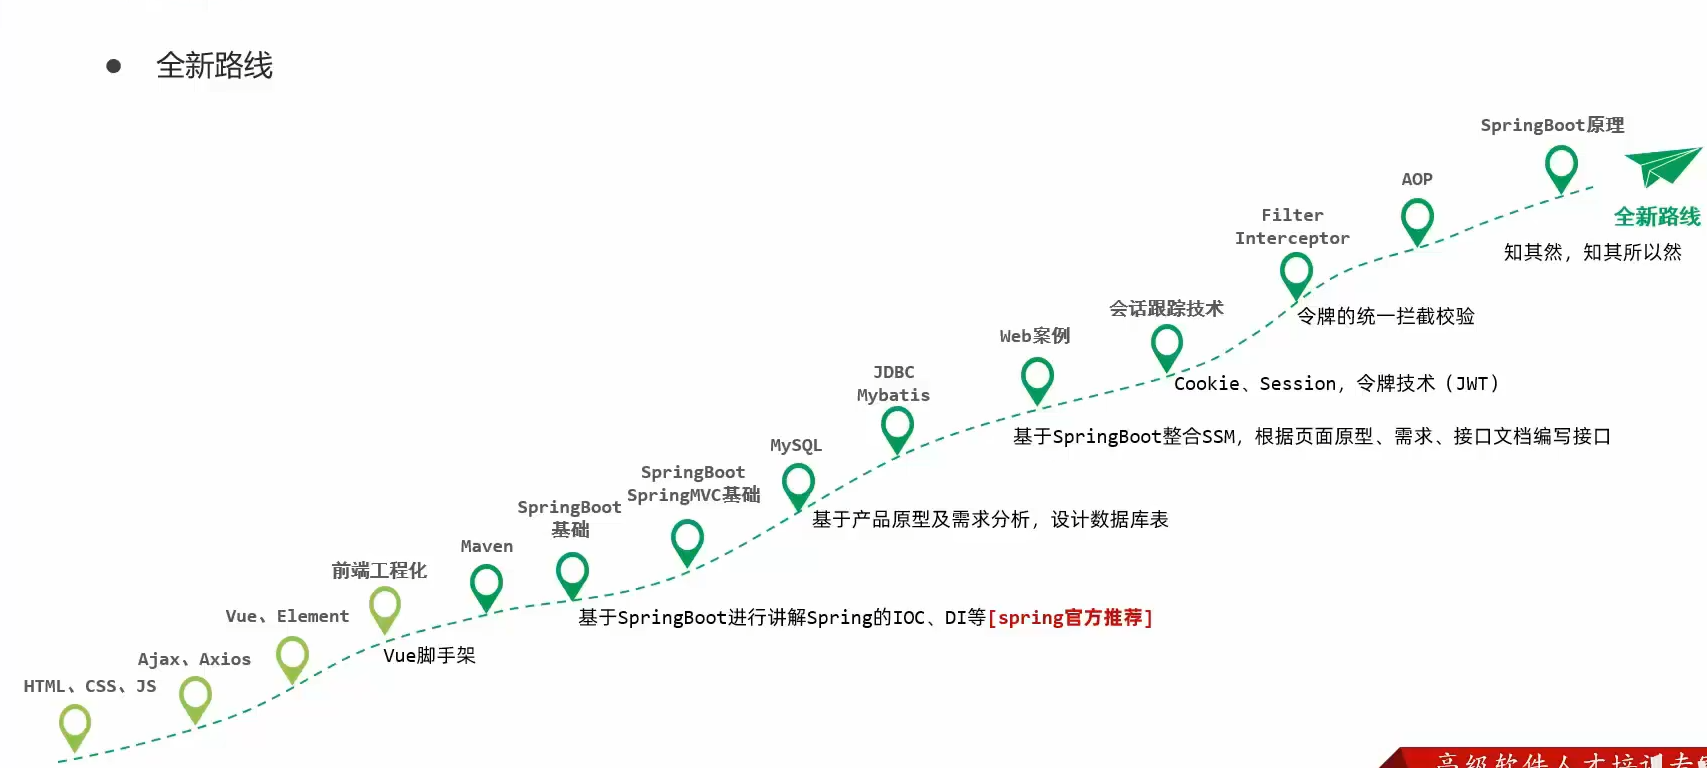 全新路线
SpringBoot原理
AOP
全新路线
Filter
Interceptor
知其然，知其所以然
会话跟踪技术
令牌的统一拦截校验
Web案例
JDBC
Mybatis
Cookie、Session，令牌技术（JWT）
基于SpringBoot整合SSM，根据页面原型、需求、接口文档编写接口
MySQL
SpringBoot
SpringMVC基础
SpringBoot
基础
基于产品原型及需求分析，设计数据库表
Maven
前端工程化
Vue、Element
基于SpringBoot进行讲解Spring的IOC、DI等[spring官方推荐]
Ajax、Axios
Vue脚手架
HTML、CSS、JS
高级软件人才培训专